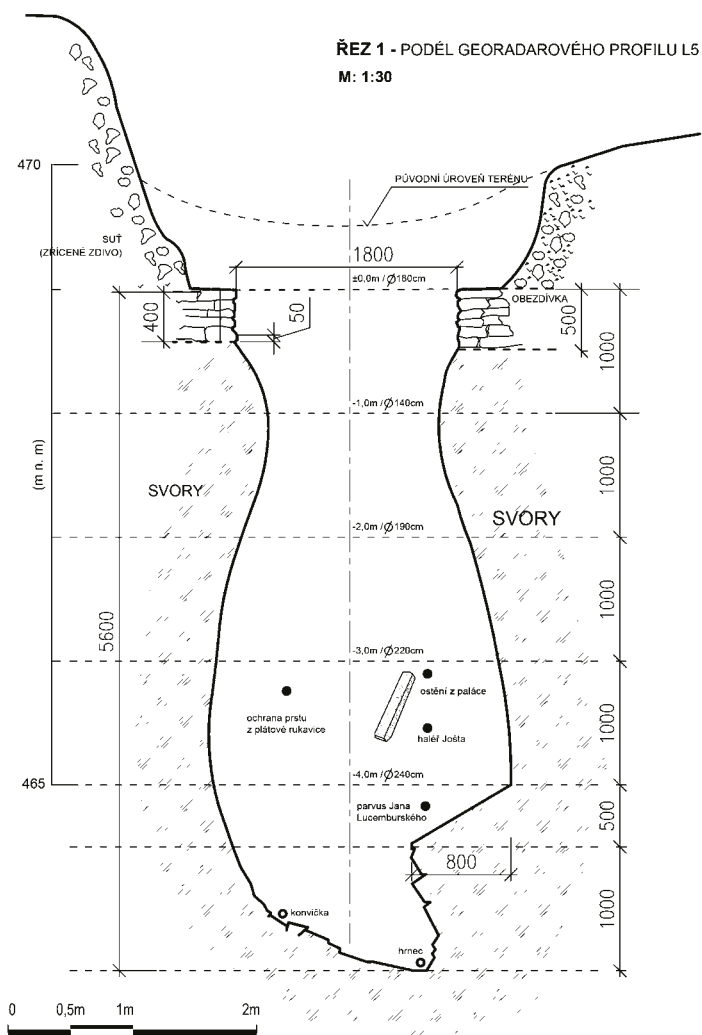 ŘEZ 1 - PODÉL GEORADAROVÉHO PROFILU L5
M: 1:30
470
PŮVODNÍ ÚROVEŇ TERÉNU
SUŤ
(ZŘÍCENÉ ZDIVO)
1800
±0,0m / Ø160cm
OBEZDÍVKA
400
50
500
1000
-1,0m / Ø140cm
(m n. m)
SVORY
SVORY
1000
-2,0m / Ø190cm
5600
1000
-3,0m / Ø220cm
ostění z paláce
ochrana prstu
z plátové rukavice
haléř Jošta
1000
465
-4,0m / Ø240cm
parvus Jana
Lucemburského
500
800
konvička
1000
hrnec
0 0,5m 1m 2m